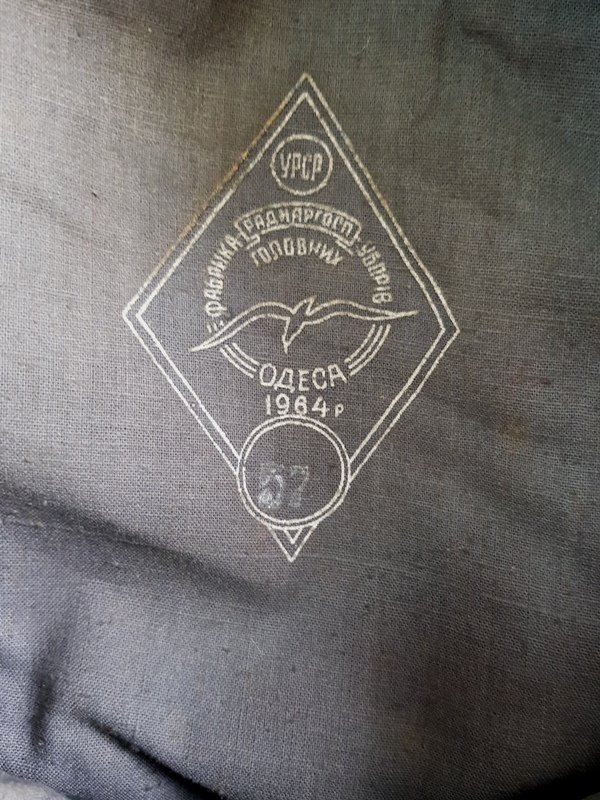 УРСР
РАДНАРГОСП
ФАБРИКА ГОЛОВНИХ УБОРІВ
ОДЕСА
1964 р
57